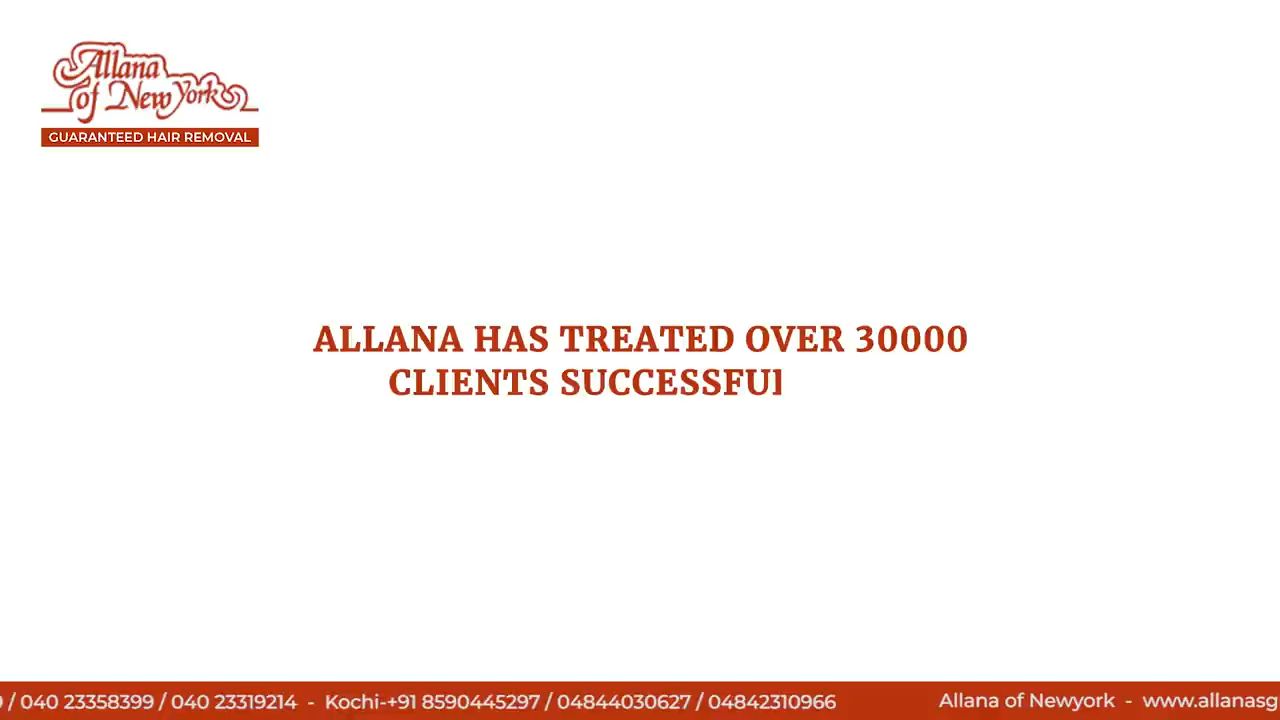 Allana
of New York
GUARANTEED HAIR REMOVAL
ALLANA HAS TREATED OVER 30000
CLIENTS SUCCESSFUl
/ 040 23358399 / 040 23319214 - Kochi-+91 8590445297 / 04844030627 / 04842310966 Allana of Newyork - www.allanasg